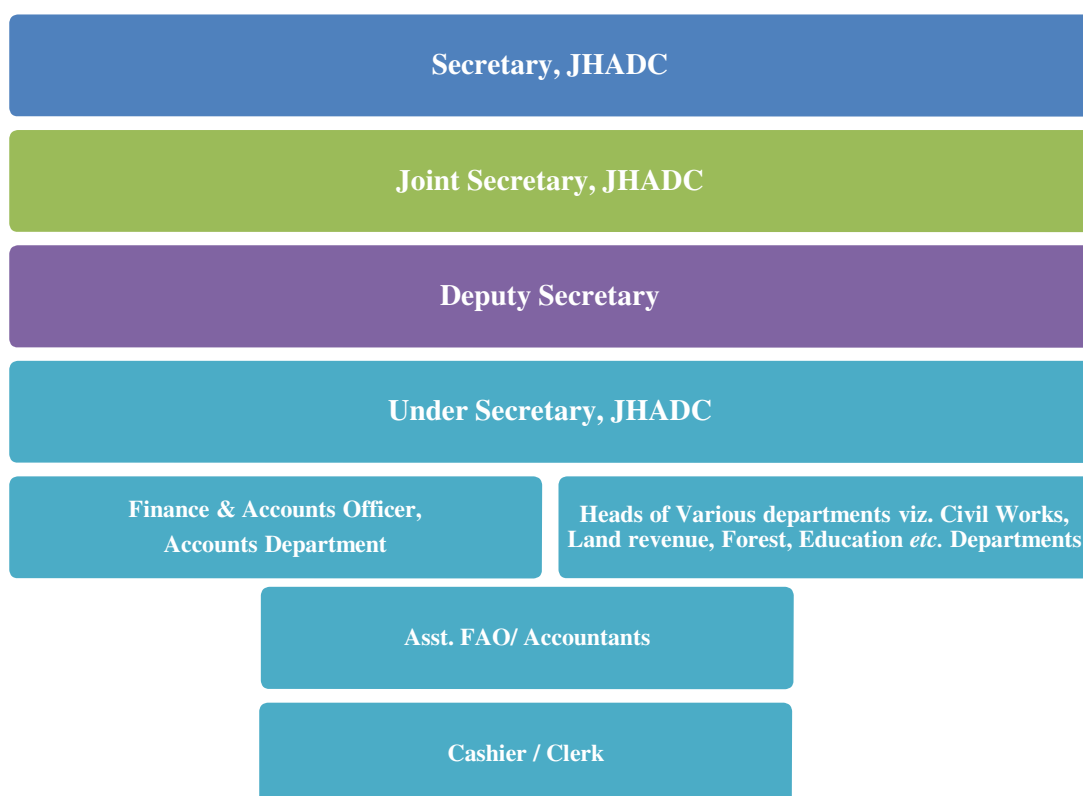 Secretary, JHADC
Joint Secretary, JHADC
Deputy Secretary
Under Secretary, JHADC
Finance & Accounts Officer,
Accounts Department
Heads of Various departments viz. Civil Works,
Land revenue, Forest, Education etc. Departments
Asst. FAO/ Accountants
Cashier / Clerk